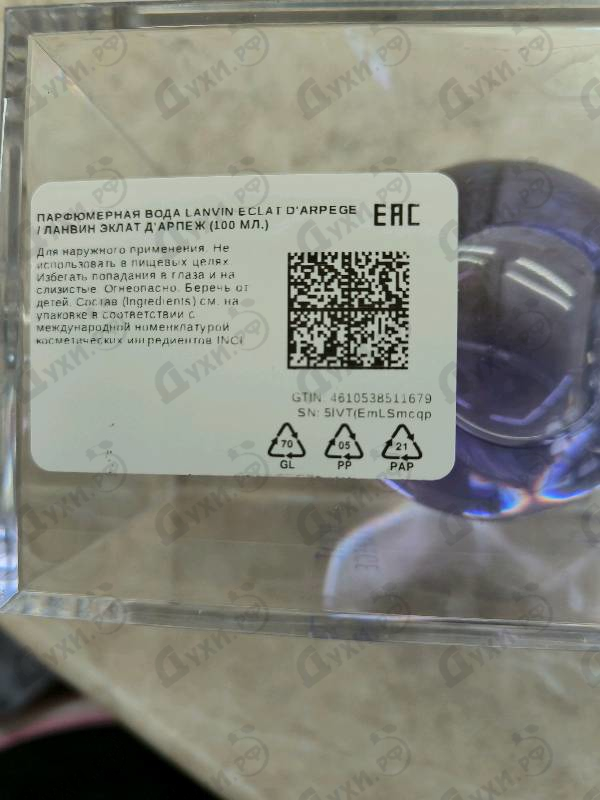 ПАРФЮМЕРНАЯ ВОДА LANVIN ECLAT D'ARPEGE
/ ЛАНВИН ЭКЛАТ Д'АРПЕЖ (100 МЛ.)
EAC
Для наружного применения. Не
использовать в пищевых целях.
Избегать попадания в глаза и на
слизистые. Огнеопасно. Беречь от
детей. Состав (Ingredients) см. на
упаковке в соответствии с
международной номенклатурой
косметических ингредиентов INCI
GTIN: 4610538511679
SN: 5IVT(EmLSmcqp
70 05 21
GL PP PAP
Духи.рф